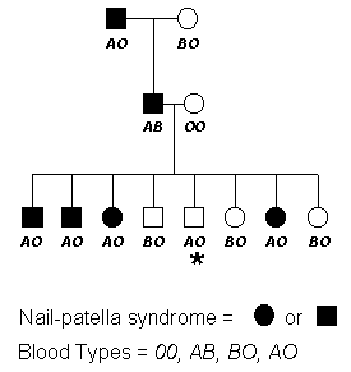 AO BO
AB OO
AO AO AO BO AO BO AO BO
*
Nail-patella syndrome = or
Blood Types = 00, AB, BO, AO